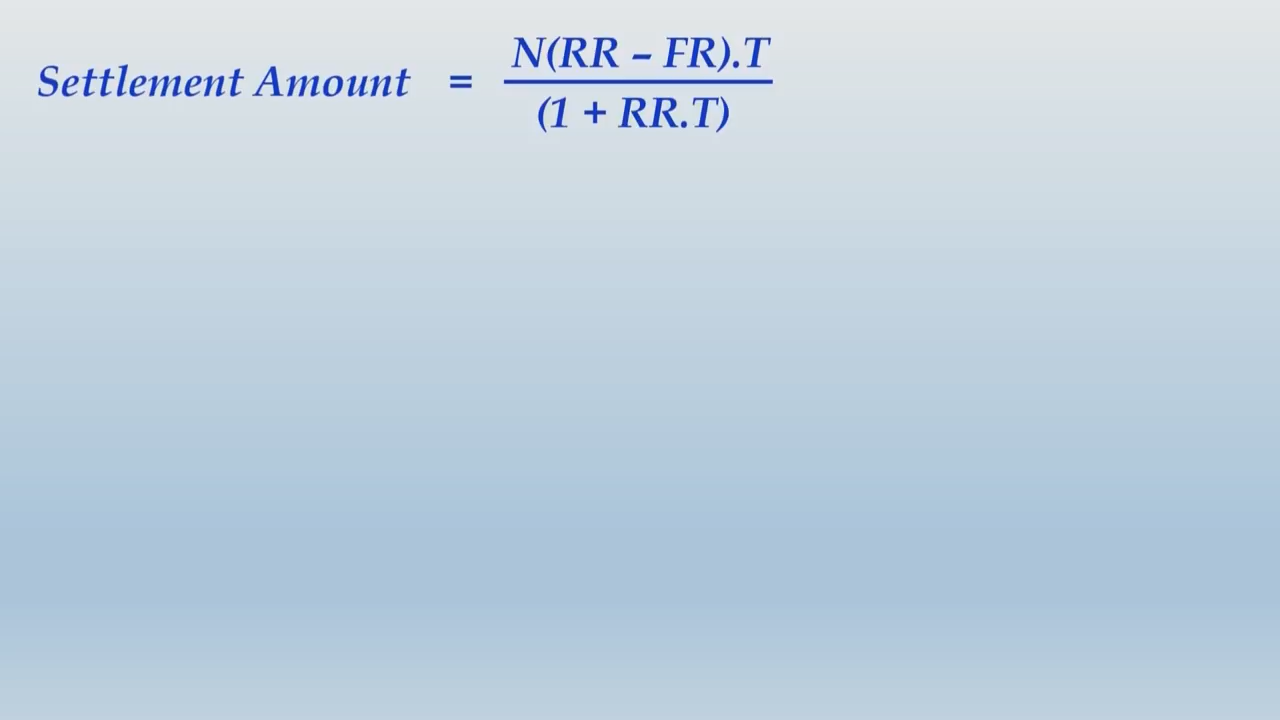 Settlement Amount = N(RR – FR).T
(1 + RR.T)